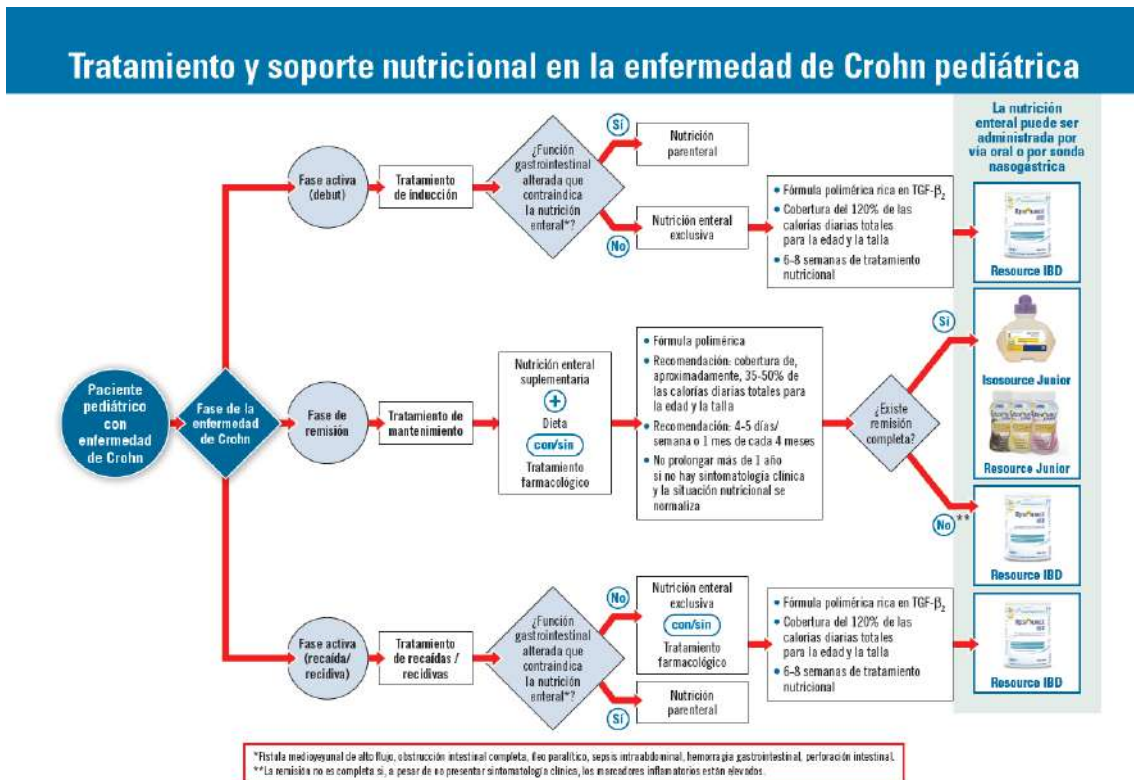 Tratamiento y soporte nutricional en la enfermedad de Crohn pediátrica
La nutrición
enteral puede ser
administrada por
vía oral o por sonda
nasogástrica
Paciente
pediátrico
con
enfermedad
de Crohn
Fase de la
enfermedad
de Crohn
Fase activa
(debut)
Tratamiento
de inducción
¿Función
gastrointestinal
alterada que
contraindica
la nutrición
enteral*?
Sí
Nutrición
parenteral
No
Nutrición enteral
exclusiva
• Fórmula polimérica rica en TGF-β₂
• Cobertura del 120% de las
calorías diarias totales
para la edad y la talla
• 6-8 semanas de tratamiento
nutricional
Resource IBD
Fase de
remisión
Tratamiento de
mantenimiento
Nutrición enteral
suplementaria
+
Dieta
con/sin
Tratamiento
farmacológico
• Fórmula polimérica
• Recomendación: cobertura de,
aproximadamente, 35-50% de
las calorías diarias totales para
la edad y la talla
• Recomendación: 4-5 días/
semana o 1 mes de cada 4 meses
• No prolongar más de 1 año
si no hay sintomatología clínica
y la situación nutricional se
normaliza
¿Existe
remisión
completa?
Sí
Isosource Junior
Resource Junior
No**
Resource IBD
Fase activa
(recaída/
recidiva)
Tratamiento
de recaídas /
recidivas
¿Función
gastrointestinal
alterada que
contraindica
la nutrición
enteral*?
No
Nutrición enteral
exclusiva
con/sin
Tratamiento
farmacológico
Sí
Nutrición
parenteral
• Fórmula polimérica rica en TGF-β₂
• Cobertura del 120% de las
calorías diarias totales
para la edad y la talla
• 6-8 semanas de tratamiento
nutricional
Resource IBD
*Fístula medioyeyunal de alto flujo, obstrucción intestinal completa, íleo paralítico, sepsis intraabdominal, hemorragia gastrointestinal, perforación intestinal.
**La remisión no es completa si, a pesar de no presentar sintomatología clínica, los marcadores inflamatorios están elevados.